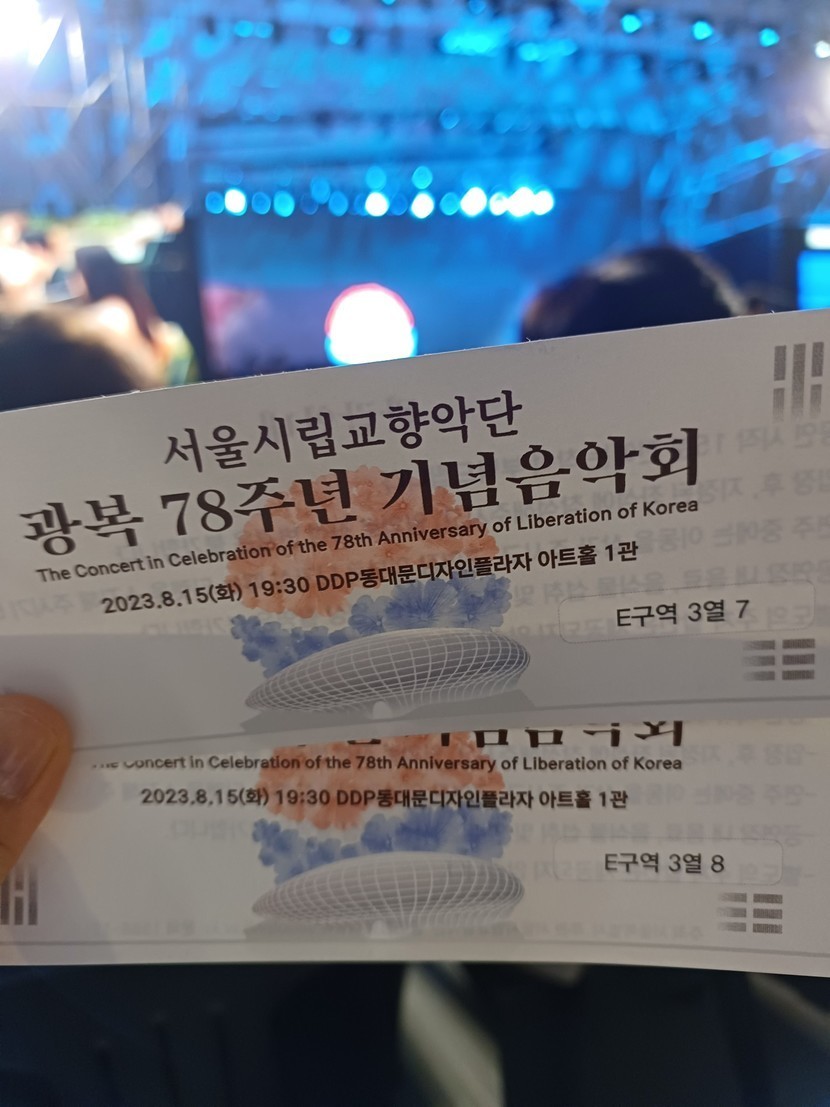 서울시립교향악단
광복 78주년 기념음악회
The Concert in Celebration of the 78th Anniversary of Liberation of Korea
2023.8.15(화) 19:30 DDP동대문디자인플라자 아트홀 1관
E구역 3열 7
Concert in Celebration of the 78th Anniversary of Liberation of Korea
2023.8.15(화) 19:30 DDP동대문디자인플라자 아트홀 1관
E구역 3열 8